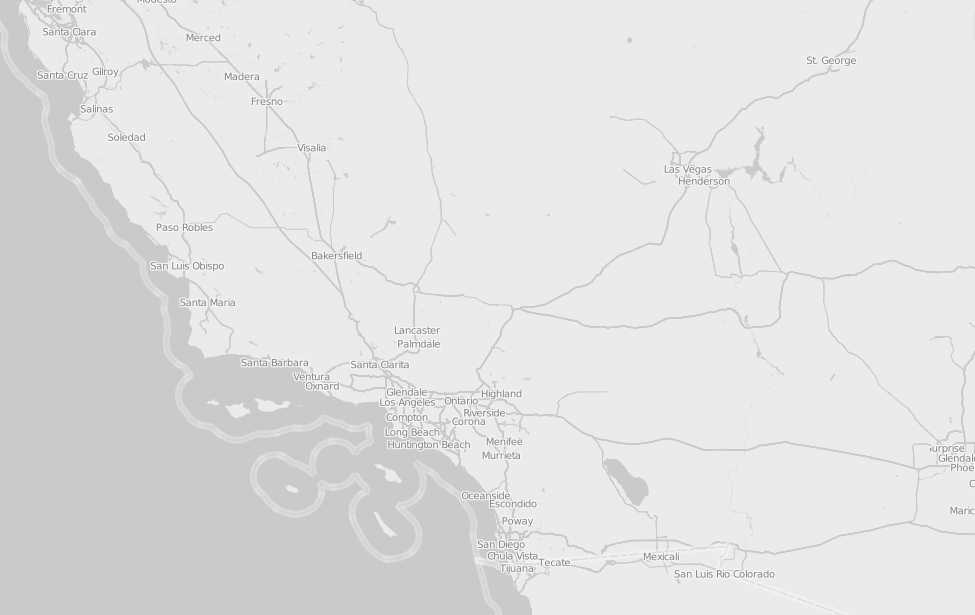 Modesto
Fremont
Santa Clara
Merced
St. George
Santa Cruz
Gilroy
Madera
Fresno
Salinas
Soledad
Visalia
Las Vegas
Henderson
Paso Robles
Bakersfield
San Luis Obispo
Santa Maria
Lancaster
Palmdale
Santa Barbara
Santa Clarita
Ventura
Oxnard
Glendale
Highland
Los Angeles
Ontario
Compton
Riverside
Corona
Long Beach
Huntington Beach
Menifee
Murrieta
urprise
Glendale
Phoe
C
Oceanside
Escondido
Maric
Poway
San Diego
Chula Vista
Tijuana
Tecate
Mexicali
San Luis Rio Colorado